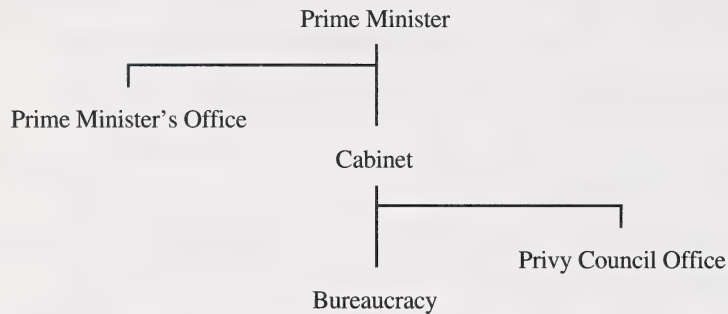 Prime Minister
Prime Minister's Office
Cabinet
Privy Council Office
Bureaucracy